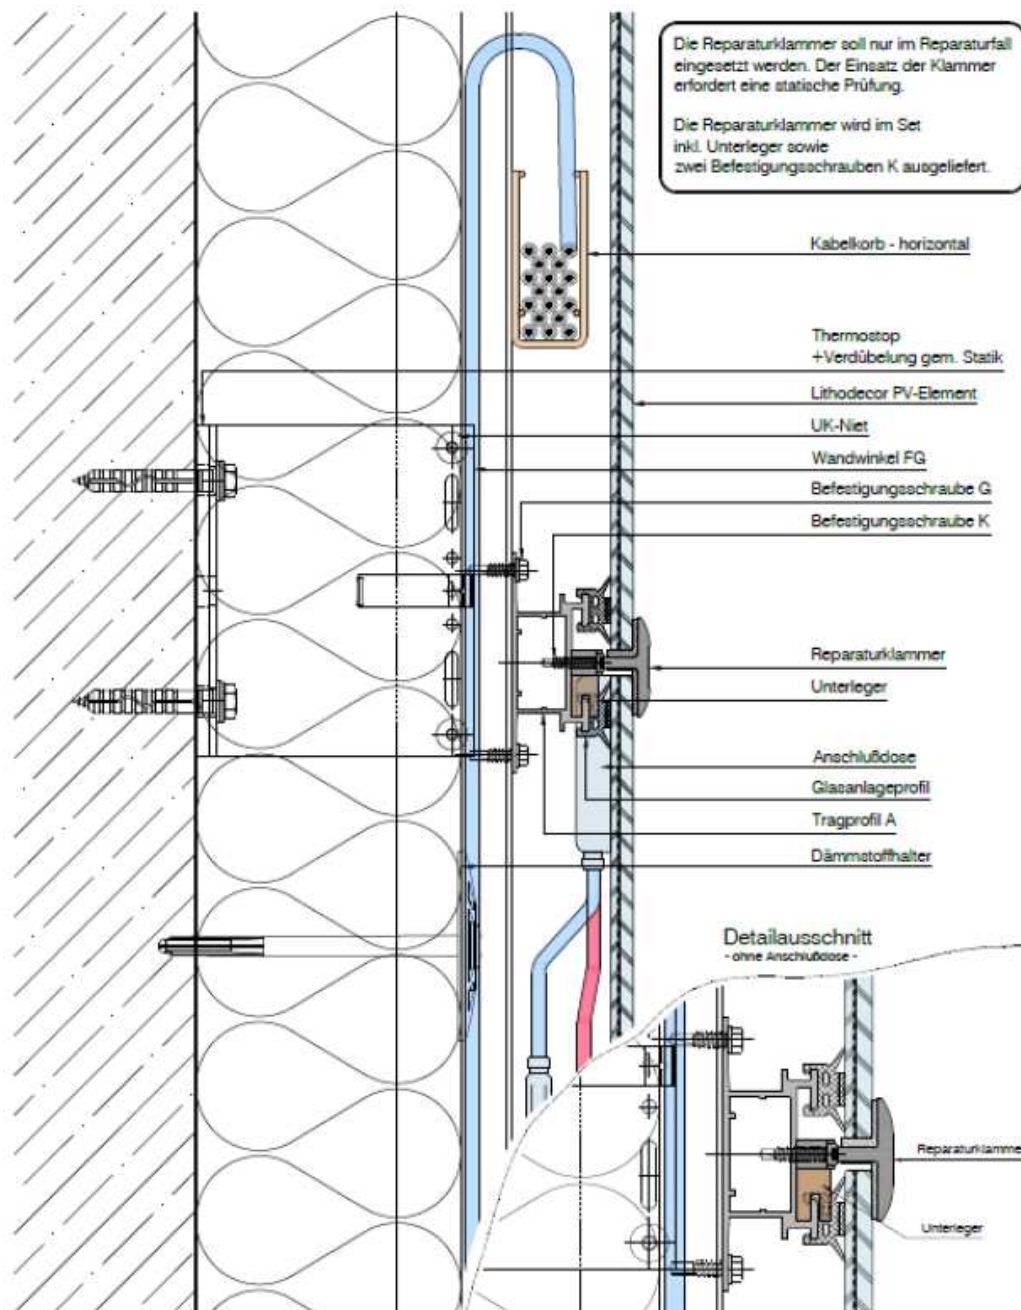 Die Reparaturklammer soll nur im Reparaturfall
eingesetzt werden. Der Einsatz der Klammer
erfordert eine statische Prüfung.
Die Reparaturklammer wird im Set
inkl. Unterleger sowie
zwei Befestigungsschrauben K ausgeliefert.
Kabelkorb - horizontal
Thermostop
+Verdübelung gem. Statik
Lithodecor PV-Element
UK-Niet
Wandwinkel FG
Befestigungsschraube G
Befestigungsschraube K
Reparaturklammer
Unterleger
Anschlußdose
Glasanlageprofil
Tragprofil A
Dämmstoffhalter
Detailausschnitt
- ohne Anschlußdose -
Reparaturklammer
Unterleger